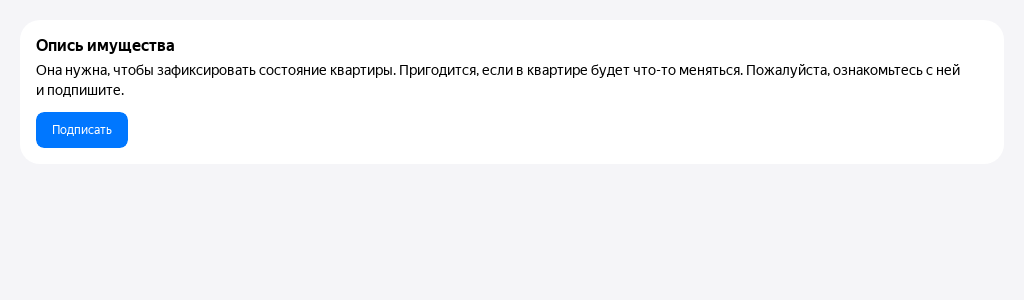 Опись имущества
Она нужна, чтобы зафиксировать состояние квартиры. Пригодится, если в квартире будет что-то меняться. Пожалуйста, ознакомьтесь с ней
и подпишите.
Подписать